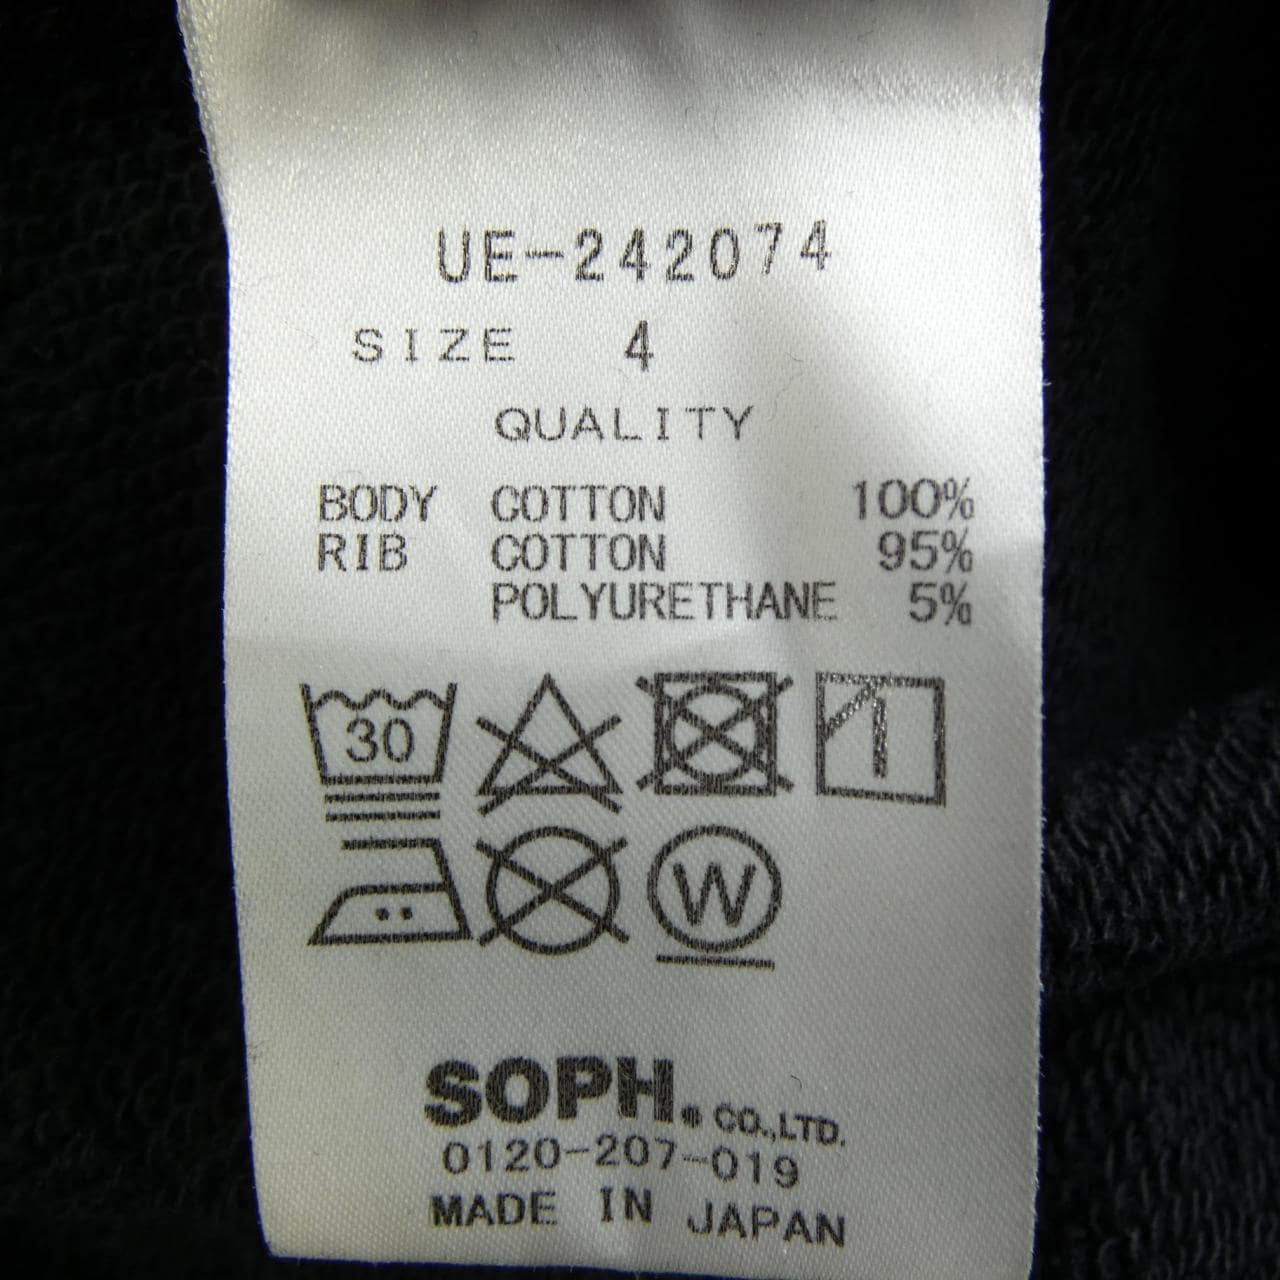 UE-242074
SIZE 4
QUALITY
BODY COTTON 100%
RIB COTTON 95%
POLYURETHANE 5%
30
W
SOPH. CO.,LTD.
0120-207-019
MADE IN JAPAN